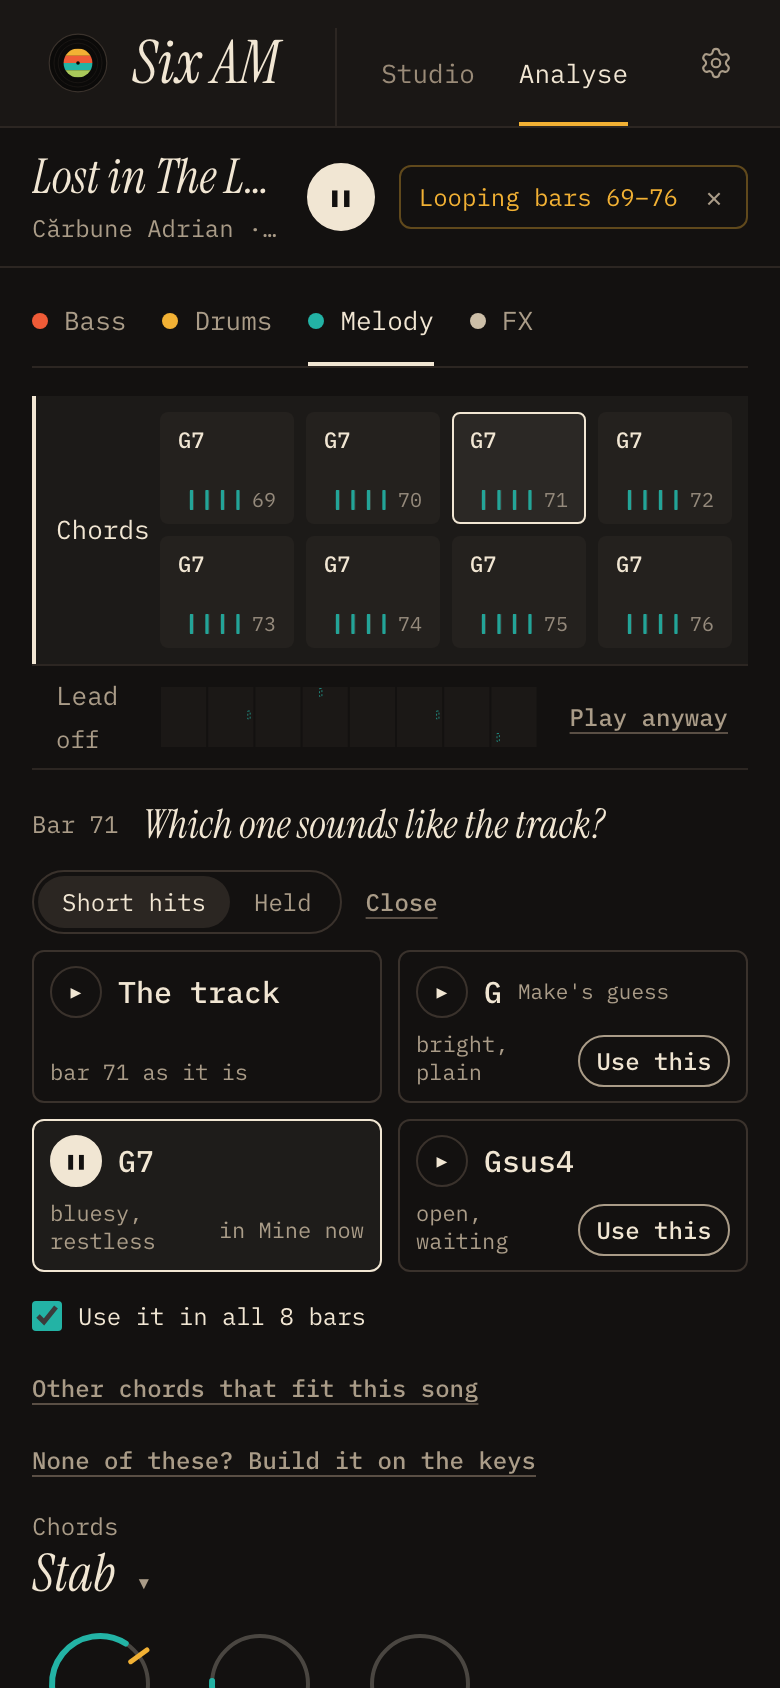 Six AM
Studio
Analyse
Lost in The L…
Cărbune Adrian ·…
Looping bars 69–76 ×
Bass
Drums
Melody
FX
Chords
G7
69
G7
70
G7
71
G7
72
G7
73
G7
74
G7
75
G7
76
Lead
off
Play anyway
Bar 71
Which one sounds like the track?
Short hits
Held
Close
The track
bar 71 as it is
G Make's guess
bright,
plain
Use this
G7
bluesy,
restless
in Mine now
Gsus4
open,
waiting
Use this
Use it in all 8 bars
Other chords that fit this song
None of these? Build it on the keys
Chords
Stab